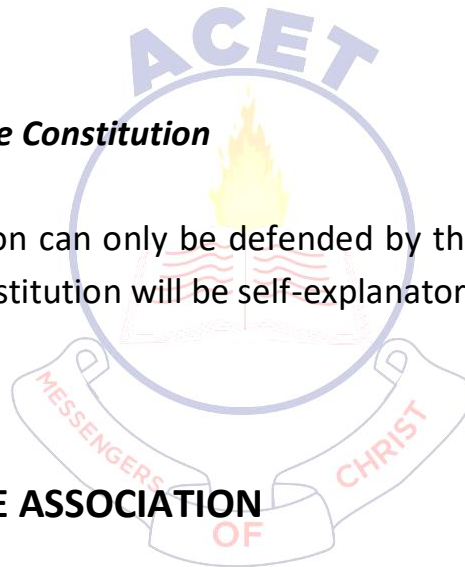 ACET
e Constitution
on can only be defended by th
stitution will be self-explanator
MESSENGERS
OF
CHRIST
E ASSOCIATION